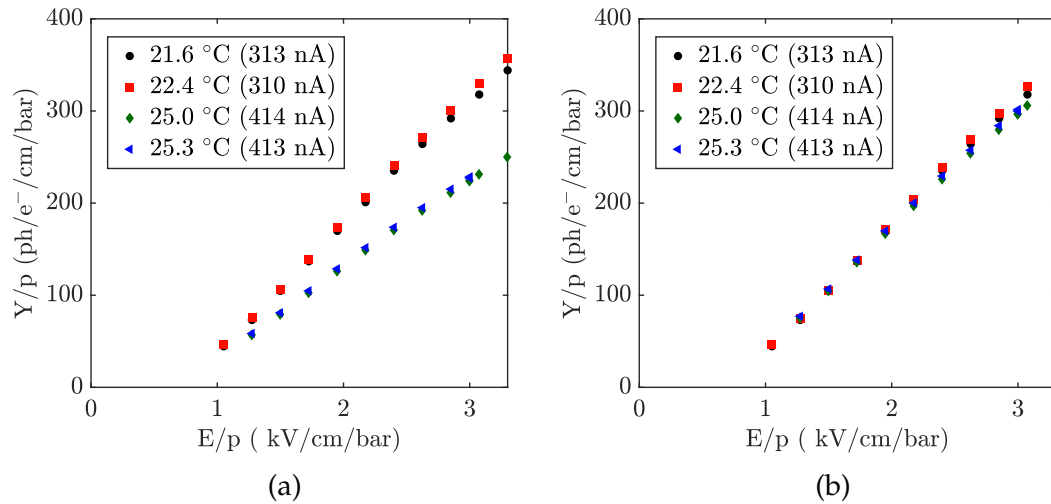 400
300
200
100
0
Y/p (ph/e⁻/cm/bar)
21.6 °C (313 nA)
22.4 °C (310 nA)
25.0 °C (414 nA)
25.3 °C (413 nA)
0 1 2 3
E/p ( kV/cm/bar)
(a)
400
300
200
100
0
Y/p (ph/e⁻/cm/bar)
21.6 °C (313 nA)
22.4 °C (310 nA)
25.0 °C (414 nA)
25.3 °C (413 nA)
0 1 2 3
E/p ( kV/cm/bar)
(b)